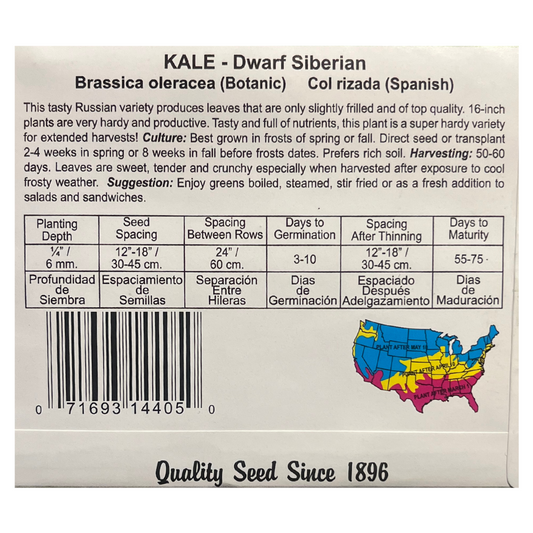 KALE - Dwarf Siberian
Brassica oleracea (Botanic) Col rizada (Spanish)
This tasty Russian variety produces leaves that are only slightly frilled and of top quality. 16-inch
plants are very hardy and productive. Tasty and full of nutrients, this plant is a super hardy variety
for extended harvests! Culture: Best grown in frosts of spring or fall. Direct seed or transplant
2-4 weeks in spring or 8 weeks in fall before frosts dates. Prefers rich soil. Harvesting: 50-60
days. Leaves are sweet, tender and crunchy especially when harvested after exposure to cool
frosty weather. Suggestion: Enjoy greens boiled, steamed, stir fried or as a fresh addition to
salads and sandwiches.
Planting Depth Seed Spacing Spacing Between Rows Days to Germination Spacing After Thinning Days to Maturity
¼"/ 6 mm. 12"-18" / 30-45 cm. 24" / 60 cm. 3-10 12"-18" / 30-45 cm. 55-75
Profundidad de Siembra Espaciamiento de Semillas Separación Entre Hileras Dias de Germinación Espaciado Después Adelgazamiento Dias de Maduración
PLANT AFTER MAY
PLANT AFTER APRIL
PLANT AFTER MARCH
0 71693 14405 0
Quality Seed Since 1896